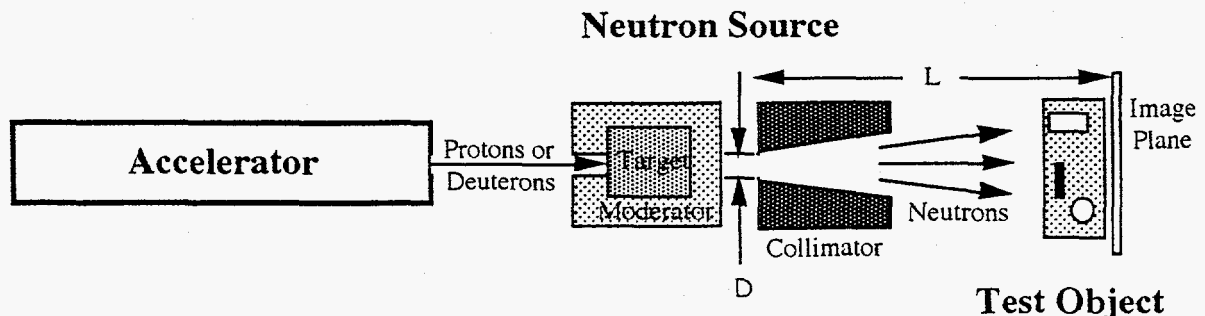 Neutron Source
L
Image
Plane
Accelerator
Protons or
Deuterons
Target
Moderator
Neutrons
Collimator
D
Test Object